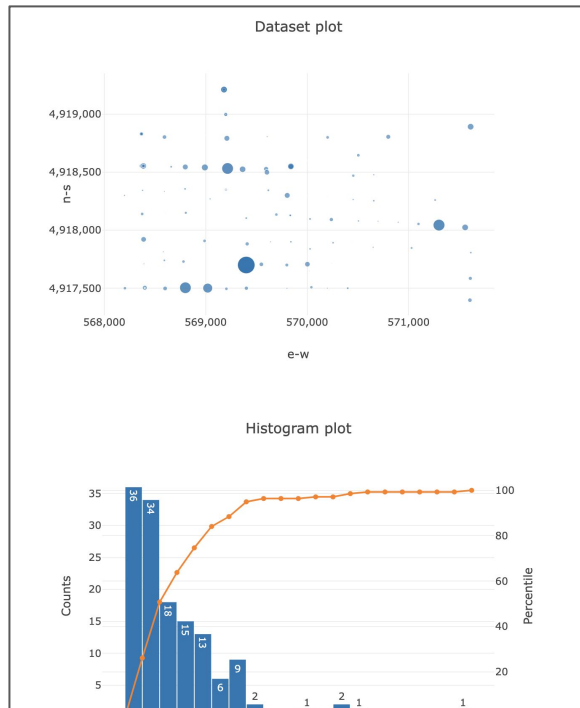 Dataset plot
4,919,000
4,918,500
4,918,000
4,917,500
n-s
568,000 569,000 570,000 571,000
e-w
Histogram plot
35
30
25
20
15
10
5
Counts
36 34 18 15 13 6 9 2 1 2 1 1
100
80
60
40
20
Percentile